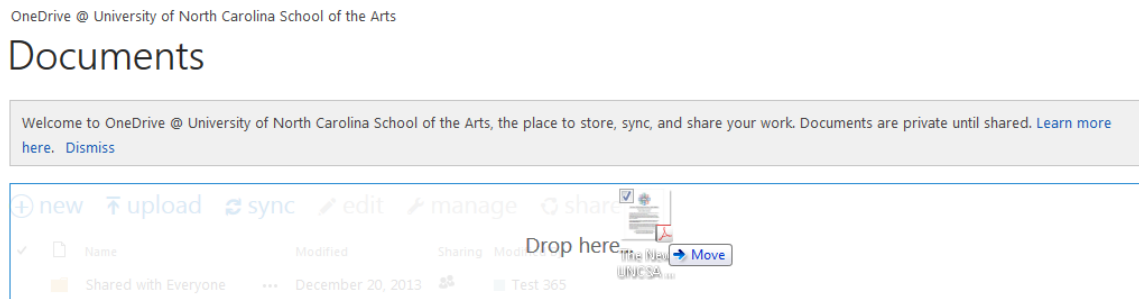 OneDrive @ University of North Carolina School of the Arts
Documents
Welcome to OneDrive @ University of North Carolina School of the Arts, the place to store, sync, and share your work. Documents are private until shared. Learn more
here. Dismiss
new upload sync edit manage share
Drop here...
Name Modified Sharing Modified
The New
Move
UNCSA ...
Shared with Everyone ... December 20, 2013 Test 365